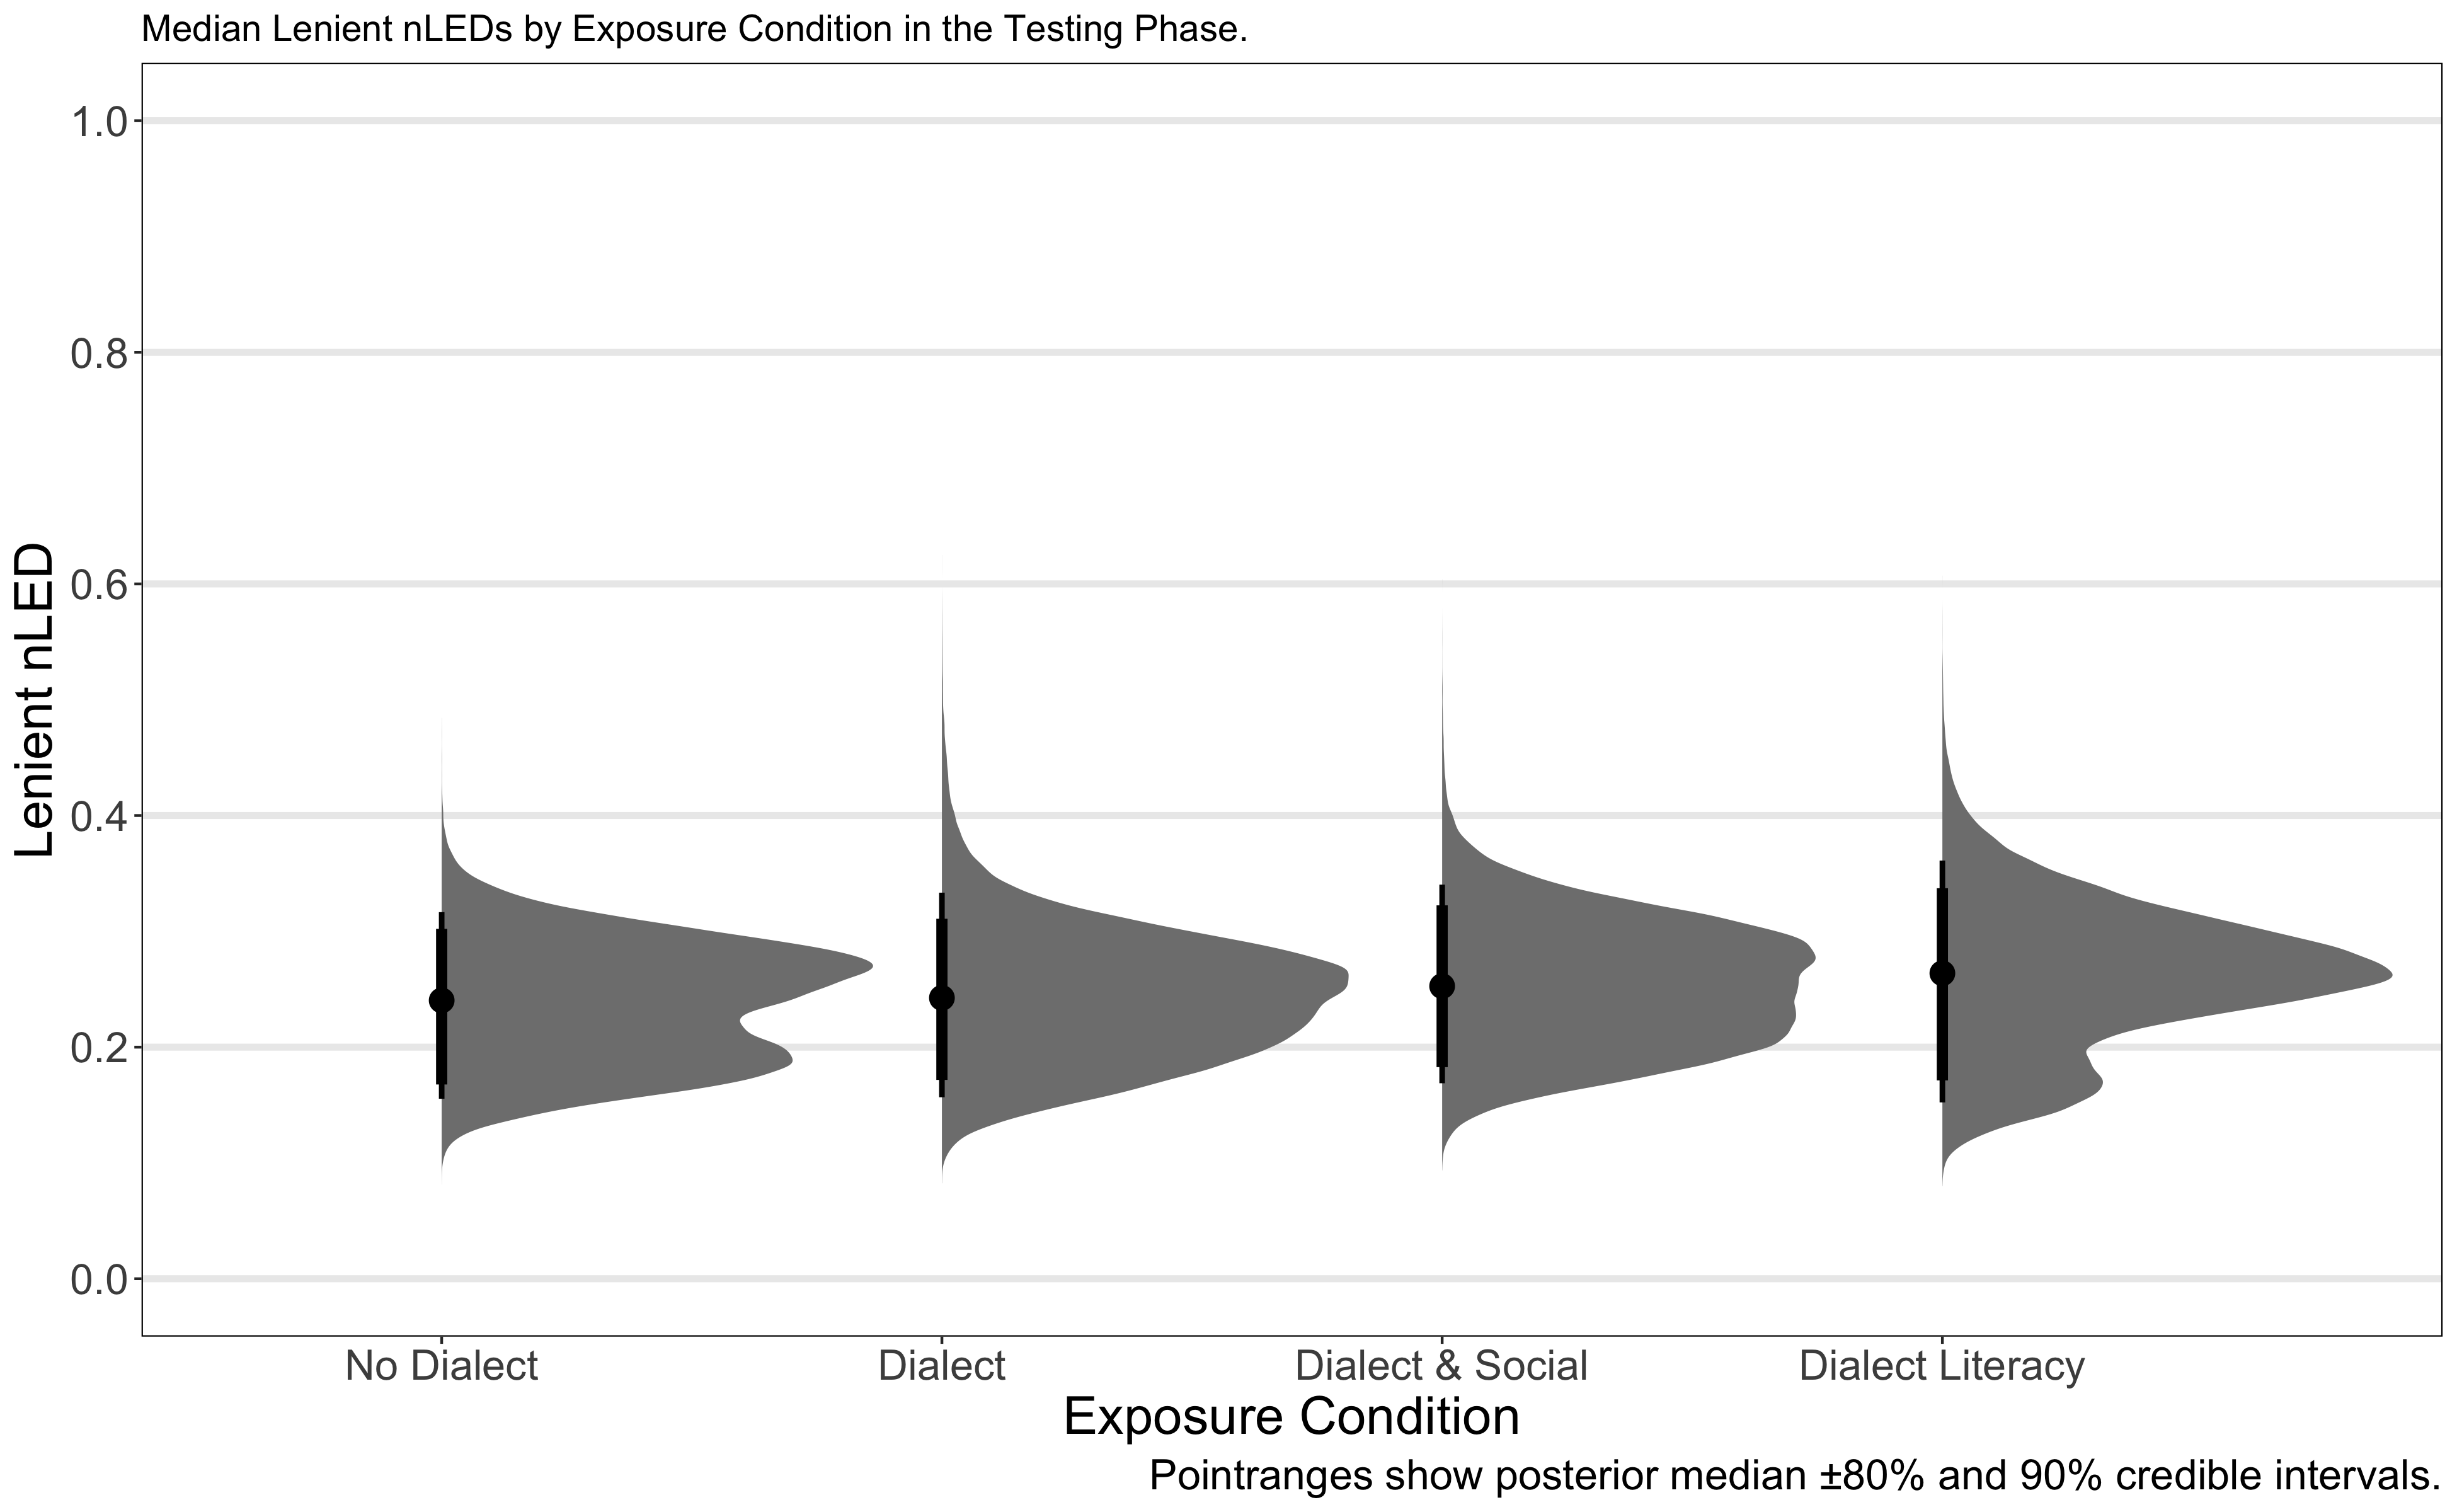 Median Lenient nLEDs by Exposure Condition in the Testing Phase.
1.0
0.8
0.6
0.4
0.2
0.0
Lenient nLED
No Dialect
Dialect
Dialect & Social
Dialect Literacy
Exposure Condition
Pointranges show posterior median ±80% and 90% credible intervals.